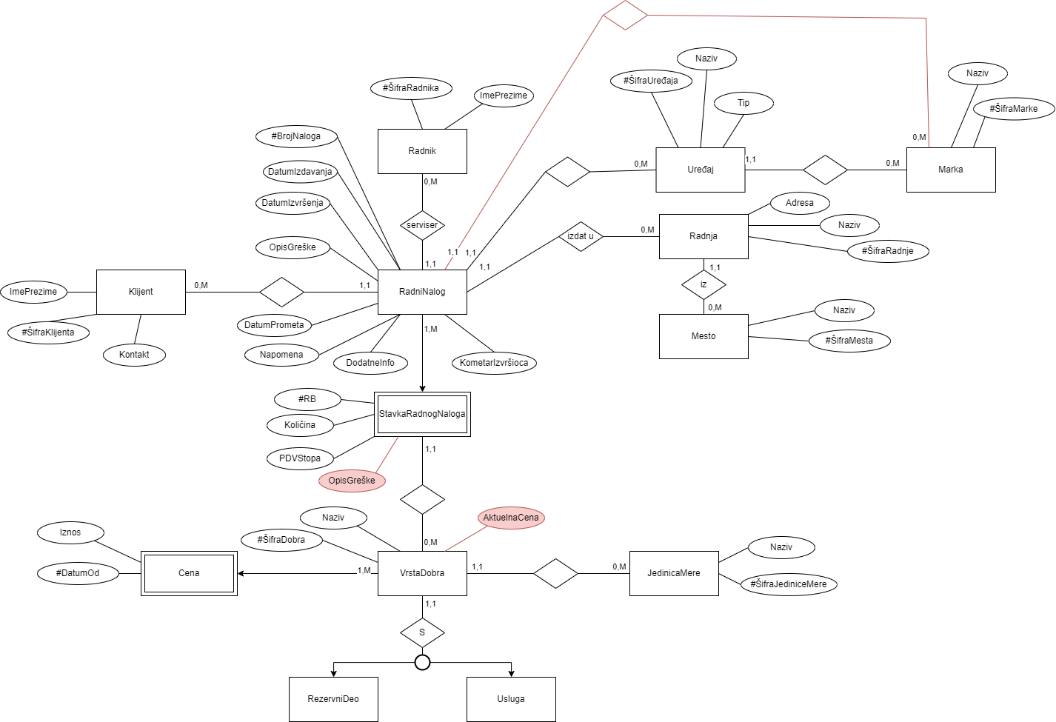 Naziv
Naziv
#ŠifraUređaja
#ŠifraRadnika
ImePrezime
Tip
#ŠifraMarke
#BrojNaloga
0,M
Radnik
1,1
0,M
0,M
Uređaj
Marka
DatumIzdavanja
0,M
DatumIzvršenja
Adresa
serviser
Naziv
izdat u
0,M
Radnja
OpisGreške
#ŠifraRadnje
1,1
1,1
1,1
1,1
1,1
Klijent
0,M
1,1
RadniNalog
iz
ImePrezime
0,M
Naziv
#ŠifraKlijenta
DatumPrometa
1,M
Mesto
#ŠifraMesta
Kontakt
Napomena
DodatneInfo
KometarIzvršioca
#RB
StavkaRadnogNaloga
Količina
1,1
PDVStopa
OpisGreške
Naziv
AktuelnaCena
Iznos
#ŠifraDobra
0,M
Naziv
#DatumOd
Cena
1,M
VrstaDobra
1,1
0,M
JedinicaMere
#ŠifraJediniceMere
1,1
S
RezervniDeo
Usluga